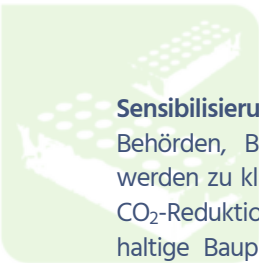 Sensibilisieru
Behörden, B
werden zu kl
CO₂-Reduktio
haltige Baup